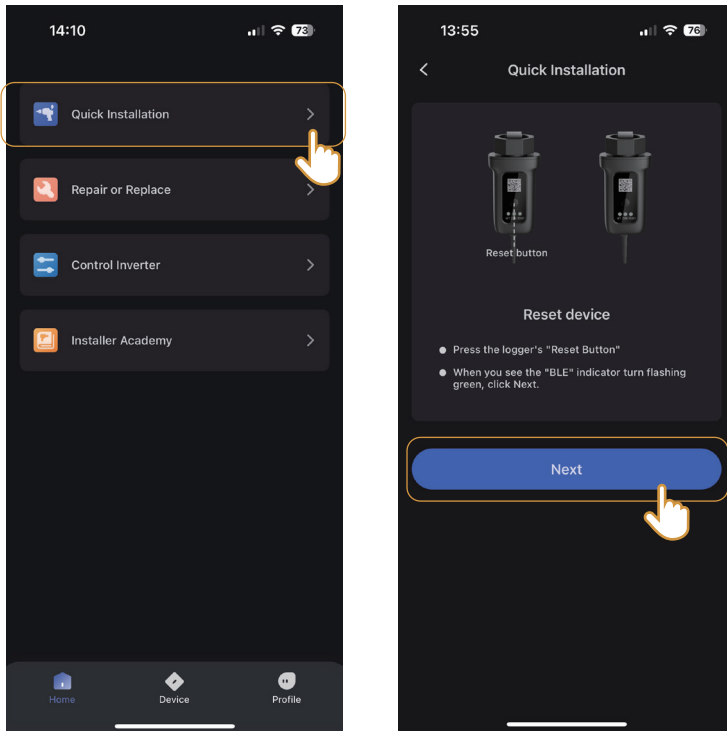 14:10
73
Quick Installation
Repair or Replace
Control Inverter
Installer Academy
Home
Device
Profile
13:55
76
Quick Installation
Reset button
Reset device
Press the logger's "Reset Button"
When you see the "BLE" indicator turn flashing
green, click Next.
Next